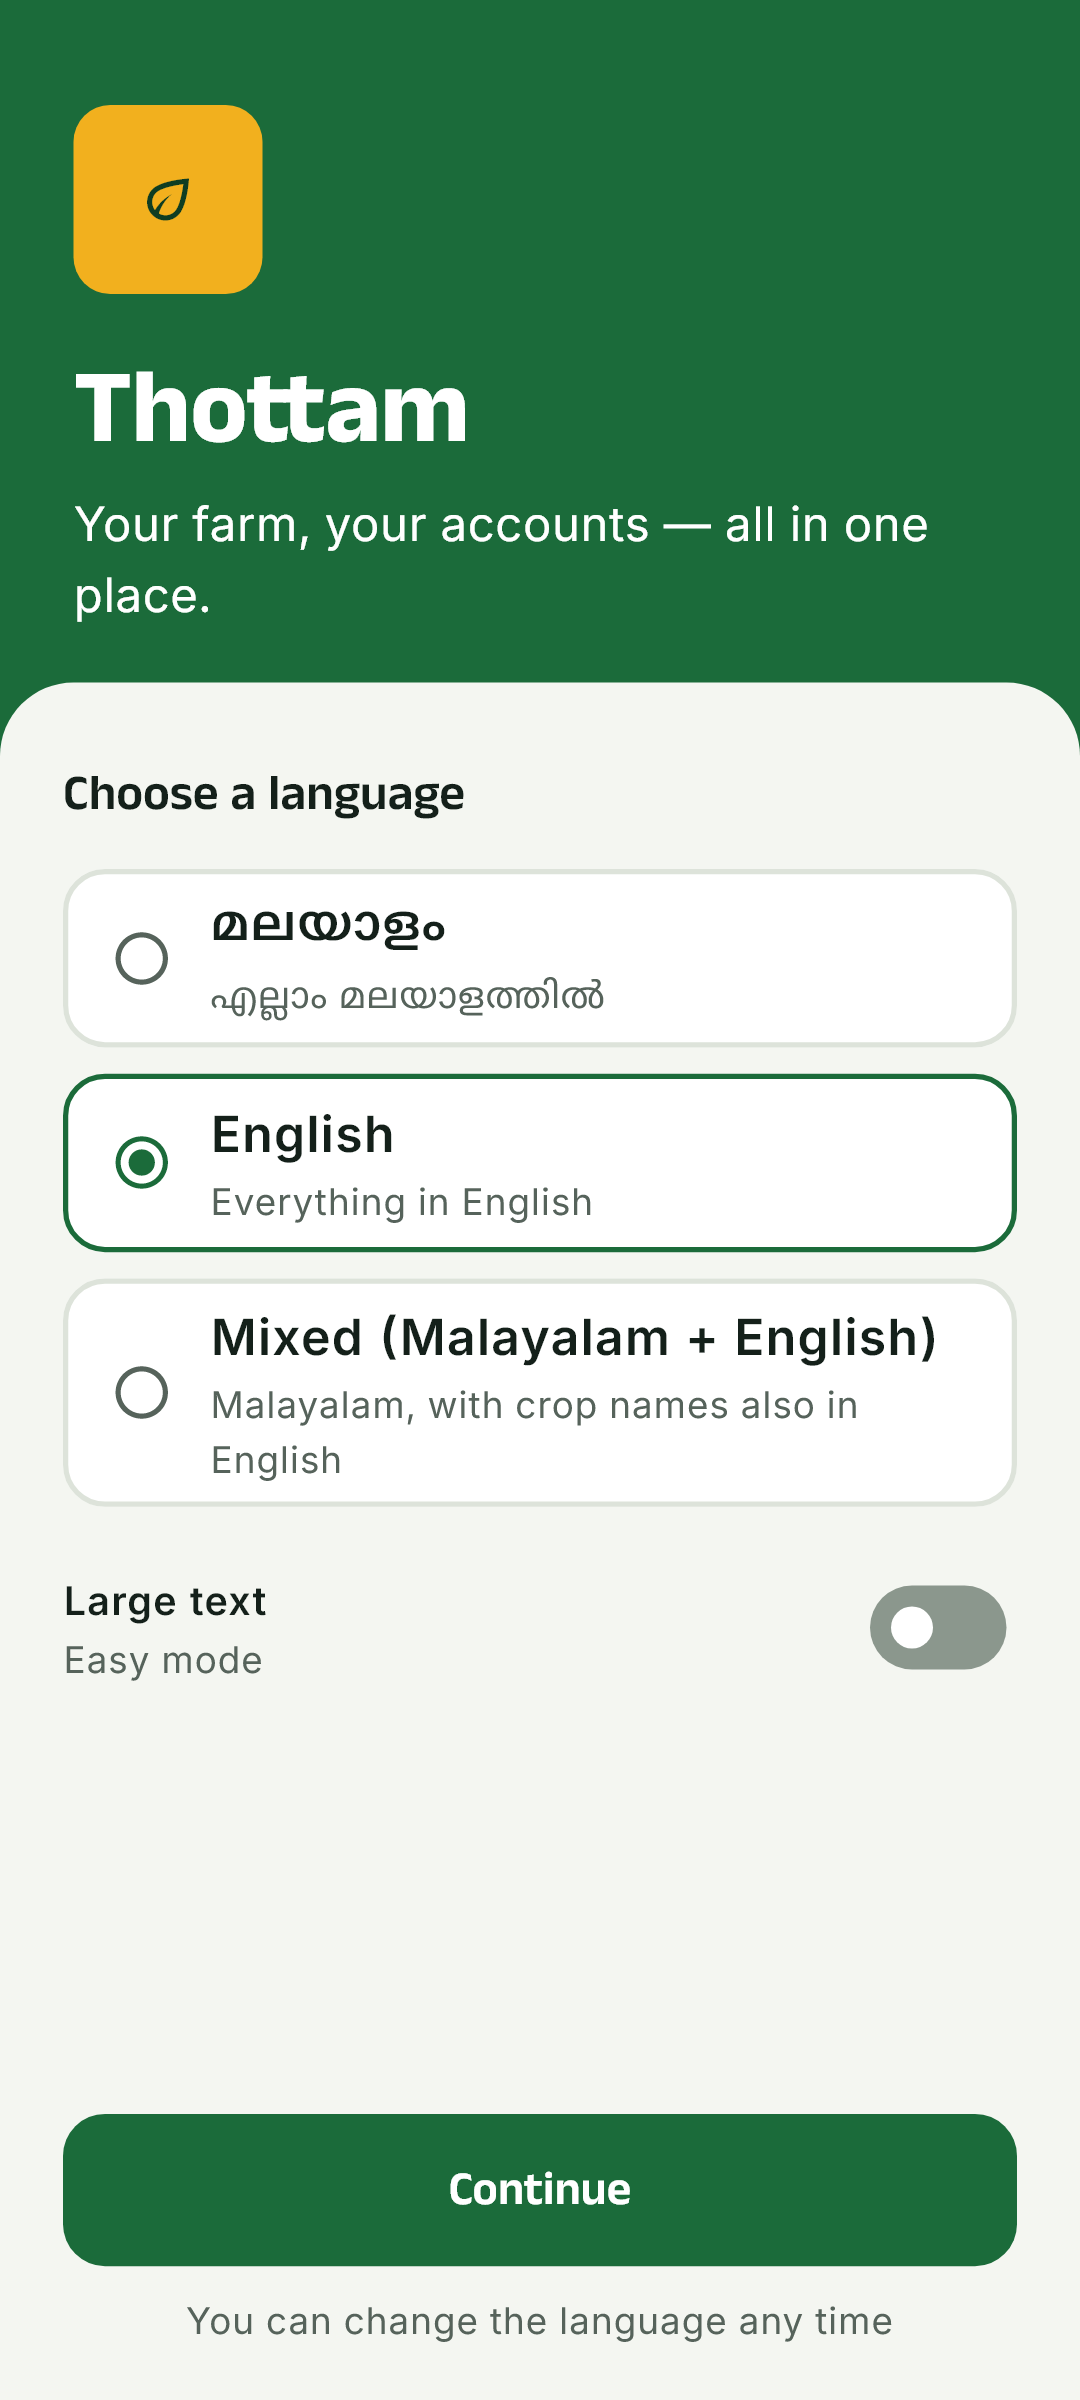 Thottam
Your farm, your accounts — all in one
place.
Choose a language
മലയാളം
എല്ലാം മലയാളത്തിൽ
English
Everything in English
Mixed (Malayalam + English)
Malayalam, with crop names also in
English
Large text
Easy mode
Continue
You can change the language any time